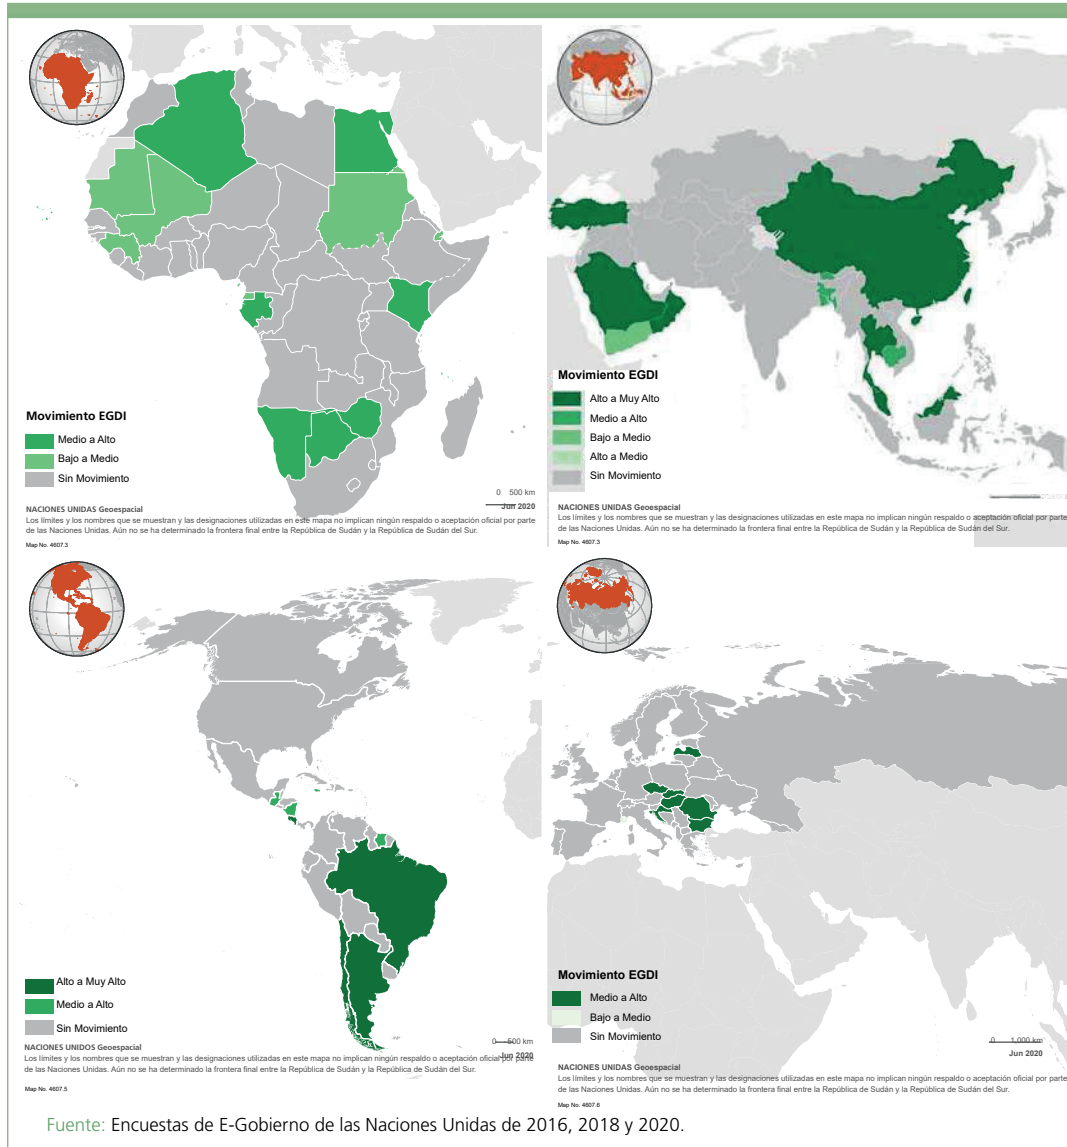 Movimiento EGDI
Medio a Alto
Bajo a Medio
Sin Movimiento
0 500 km
Jun 2020
NACIONES UNIDAS Geoespacial
Los límites y los nombres que se muestran y las designaciones utilizadas en este mapa no implican ningún respaldo o aceptación oficial por parte
de las Naciones Unidas. Aún no se ha determinado la frontera final entre la República de Sudán y la República de Sudán del Sur.
Map No. 4607.3
Movimiento EGDI
Alto a Muy Alto
Medio a Alto
Bajo a Medio
Alto a Medio
Sin Movimiento
NACIONES UNIDAS Geoespacial
Los límites y los nombres que se muestran y las designaciones utilizadas en este mapa no implican ningún respaldo o aceptación oficial por parte
de las Naciones Unidas. Aún no se ha determinado la frontera final entre la República de Sudán y la República de Sudán del Sur.
Map No. 4607.3
Alto a Muy Alto
Medio a Alto
Sin Movimiento
0 500 km
Jun 2020
NACIONES UNIDOS Geoespacial
Los límites y los nombres que se muestran y las designaciones utilizadas en este mapa no implican ningún respaldo o aceptación oficial por parte
de las Naciones Unidas. Aún no se ha determinado la frontera final entre la República de Sudán y la República de Sudán del Sur.
Map No. 4607.5
Movimiento EGDI
Medio a Alto
Bajo a Medio
Sin Movimiento
0 1,000 km
Jun 2020
NACIONES UNIDAS Geoespacial
Los límites y los nombres que se muestran y las designaciones utilizadas en este mapa no implican ningún respaldo o aceptación oficial por parte
de las Naciones Unidas. Aún no se ha determinado la frontera final entre la República de Sudán y la República de Sudán del Sur.
Map No. 4607.6
Fuente: Encuestas de E-Gobierno de las Naciones Unidas de 2016, 2018 y 2020.